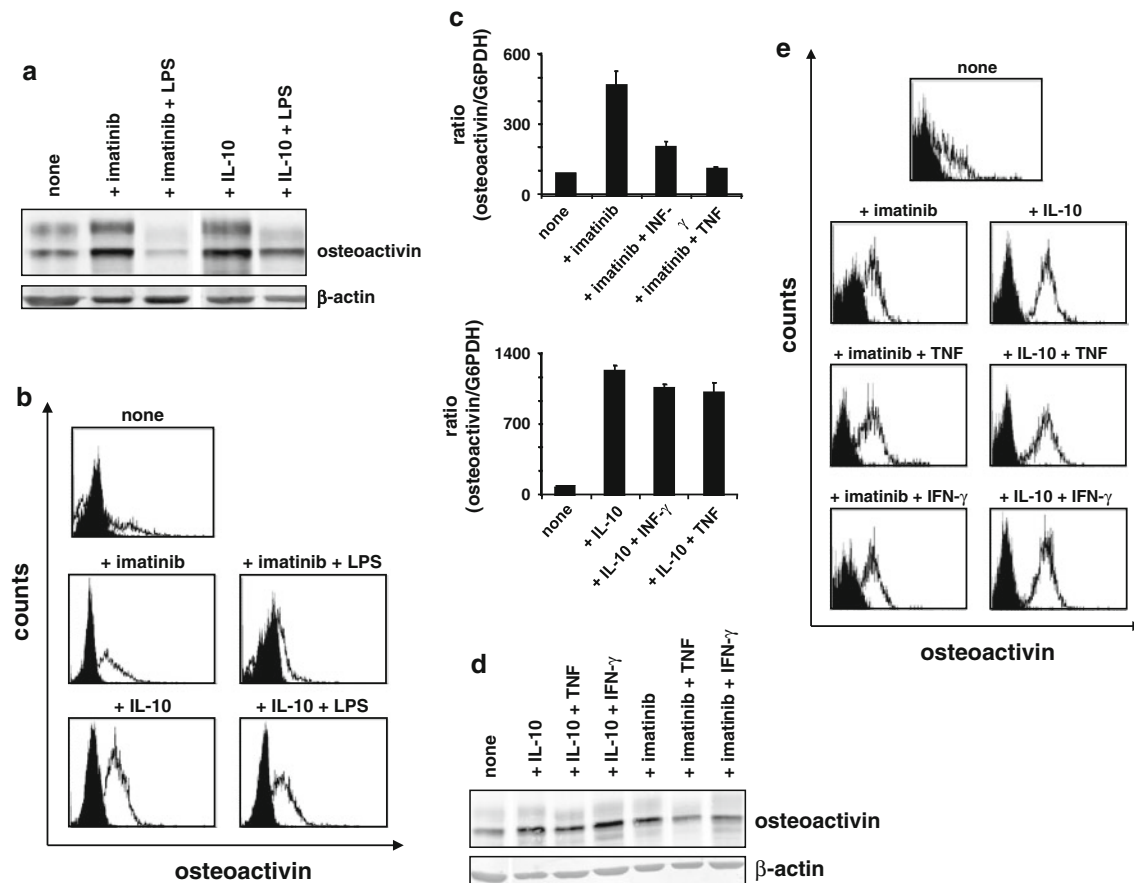 a
none
+ imatinib
+ imatinib + LPS
+ IL-10
+ IL-10 + LPS
osteoactivin
β-actin
b
none
+ imatinib
+ imatinib + LPS
+ IL-10
+ IL-10 + LPS
counts
osteoactivin
c
ratio
(osteoactivin/G6PDH)
600
300
0
none
+ imatinib
+ imatinib + INF-
γ
+ imatinib + TNF
ratio
(osteoactivin/G6PDH)
1400
700
0
none
+ IL-10
+ IL-10 + INF-γ
+ IL-10 + TNF
d
none
+ IL-10
+ IL-10 + TNF
+ IL-10 + IFN-γ
+ imatinib
+ imatinib + TNF
+ imatinib + IFN-γ
osteoactivin
β-actin
e
none
+ imatinib
+ IL-10
+ imatinib + TNF
+ IL-10 + TNF
+ imatinib + IFN-γ
+ IL-10 + IFN-γ
counts
osteoactivin